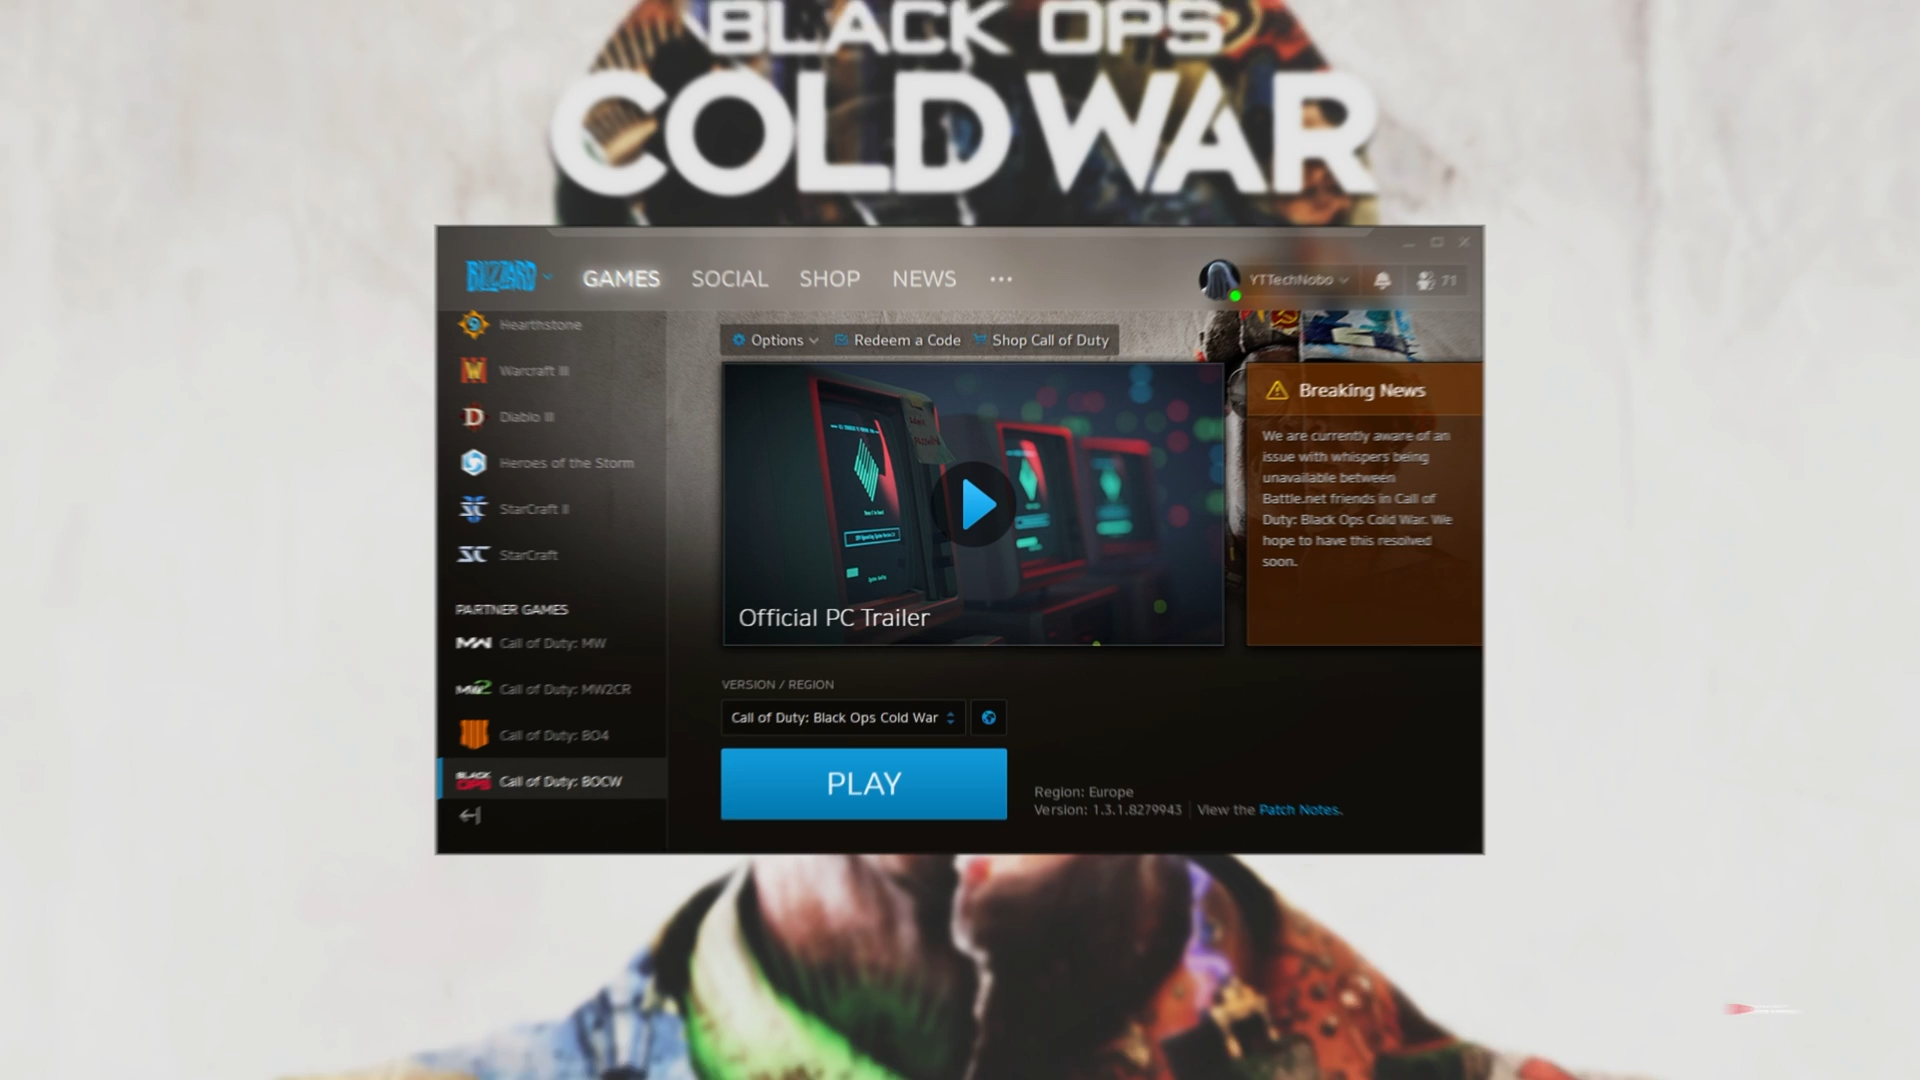 BLACK OPS
COLD WAR
BLIZZARD
GAMES SOCIAL SHOP NEWS
YTTechNobo
71
Hearthstone
Warcraft III
Diablo III
Heroes of the Storm
StarCraft II
StarCraft
PARTNER GAMES
Call of Duty: MW
Call of Duty: MW2CR
Call of Duty: BO4
BLACK OPS Call of Duty: BOCW
Options Redeem a Code Shop Call of Duty
Official PC Trailer
Breaking News
We are currently aware of an
issue with whispers being
unavailable between
Battle.net friends in Call of
Duty: Black Ops Cold War. We
hope to have this resolved
soon.
VERSION / REGION
Call of Duty: Black Ops Cold War
PLAY
Region: Europe
Version: 1.3.1.8279943 | View the Patch Notes.